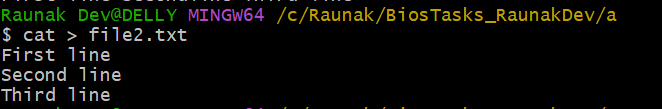 Raunak Dev@DELLY MINGW64 /c/Raunak/BiosTasks_RaunakDev/a
$ cat > file2.txt
First line
Second line
Third line